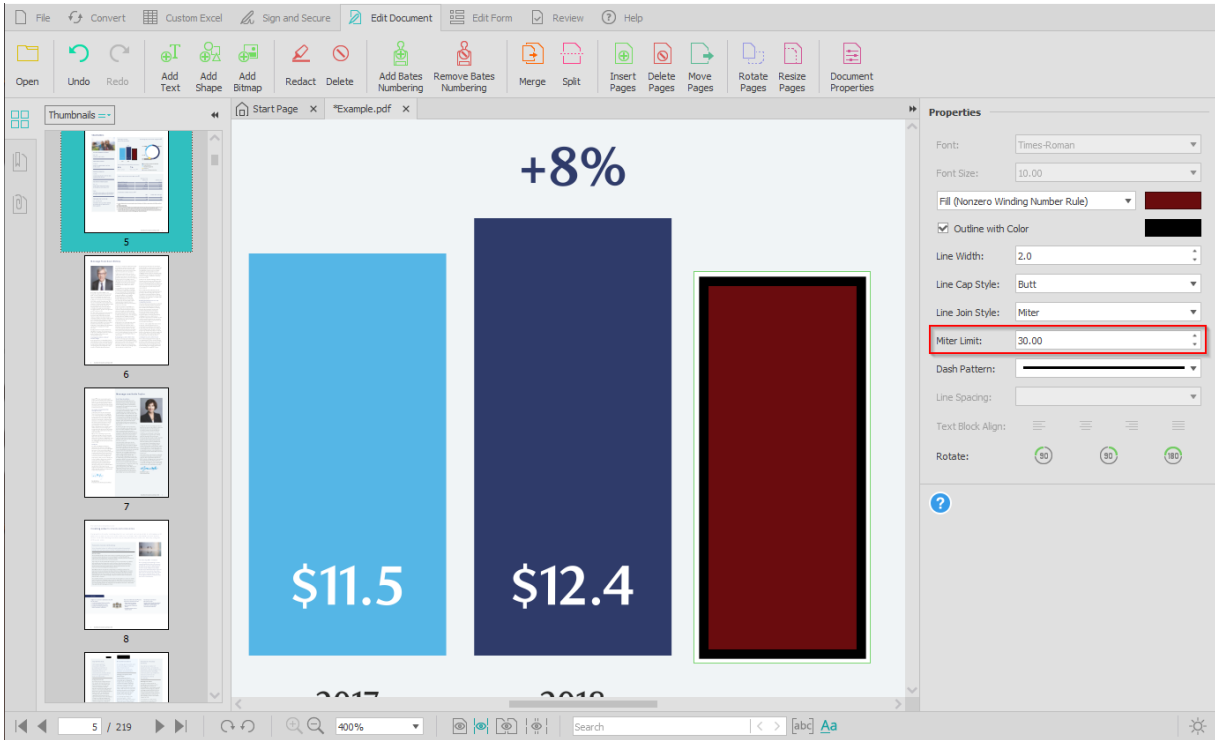 File Convert Custom Excel Sign and Secure Edit Document Edit Form Review Help
Open Undo Redo Add Text Add Shape Add Bitmap Redact Delete Add Bates Numbering Remove Bates Numbering Merge Split Insert Pages Delete Pages Move Pages Rotate Pages Resize Pages Document Properties
Thumbnails
Start Page X *Example.pdf X
5
6
7
8
+8%
$11.5 $12.4
2017 2018
Properties
Font: Times-Roman
Font Size: 10.00
Fill (Nonzero Winding Number Rule)
Outline with Color
Line Width: 2.0
Line Cap Style: Butt
Line Join Style: Miter
Miter Limit: 30.00
Dash Pattern:
Line Spacing:
Text Block Align:
Rotate: 90 90 180
?
5 / 219 400% Search [abc] Aa